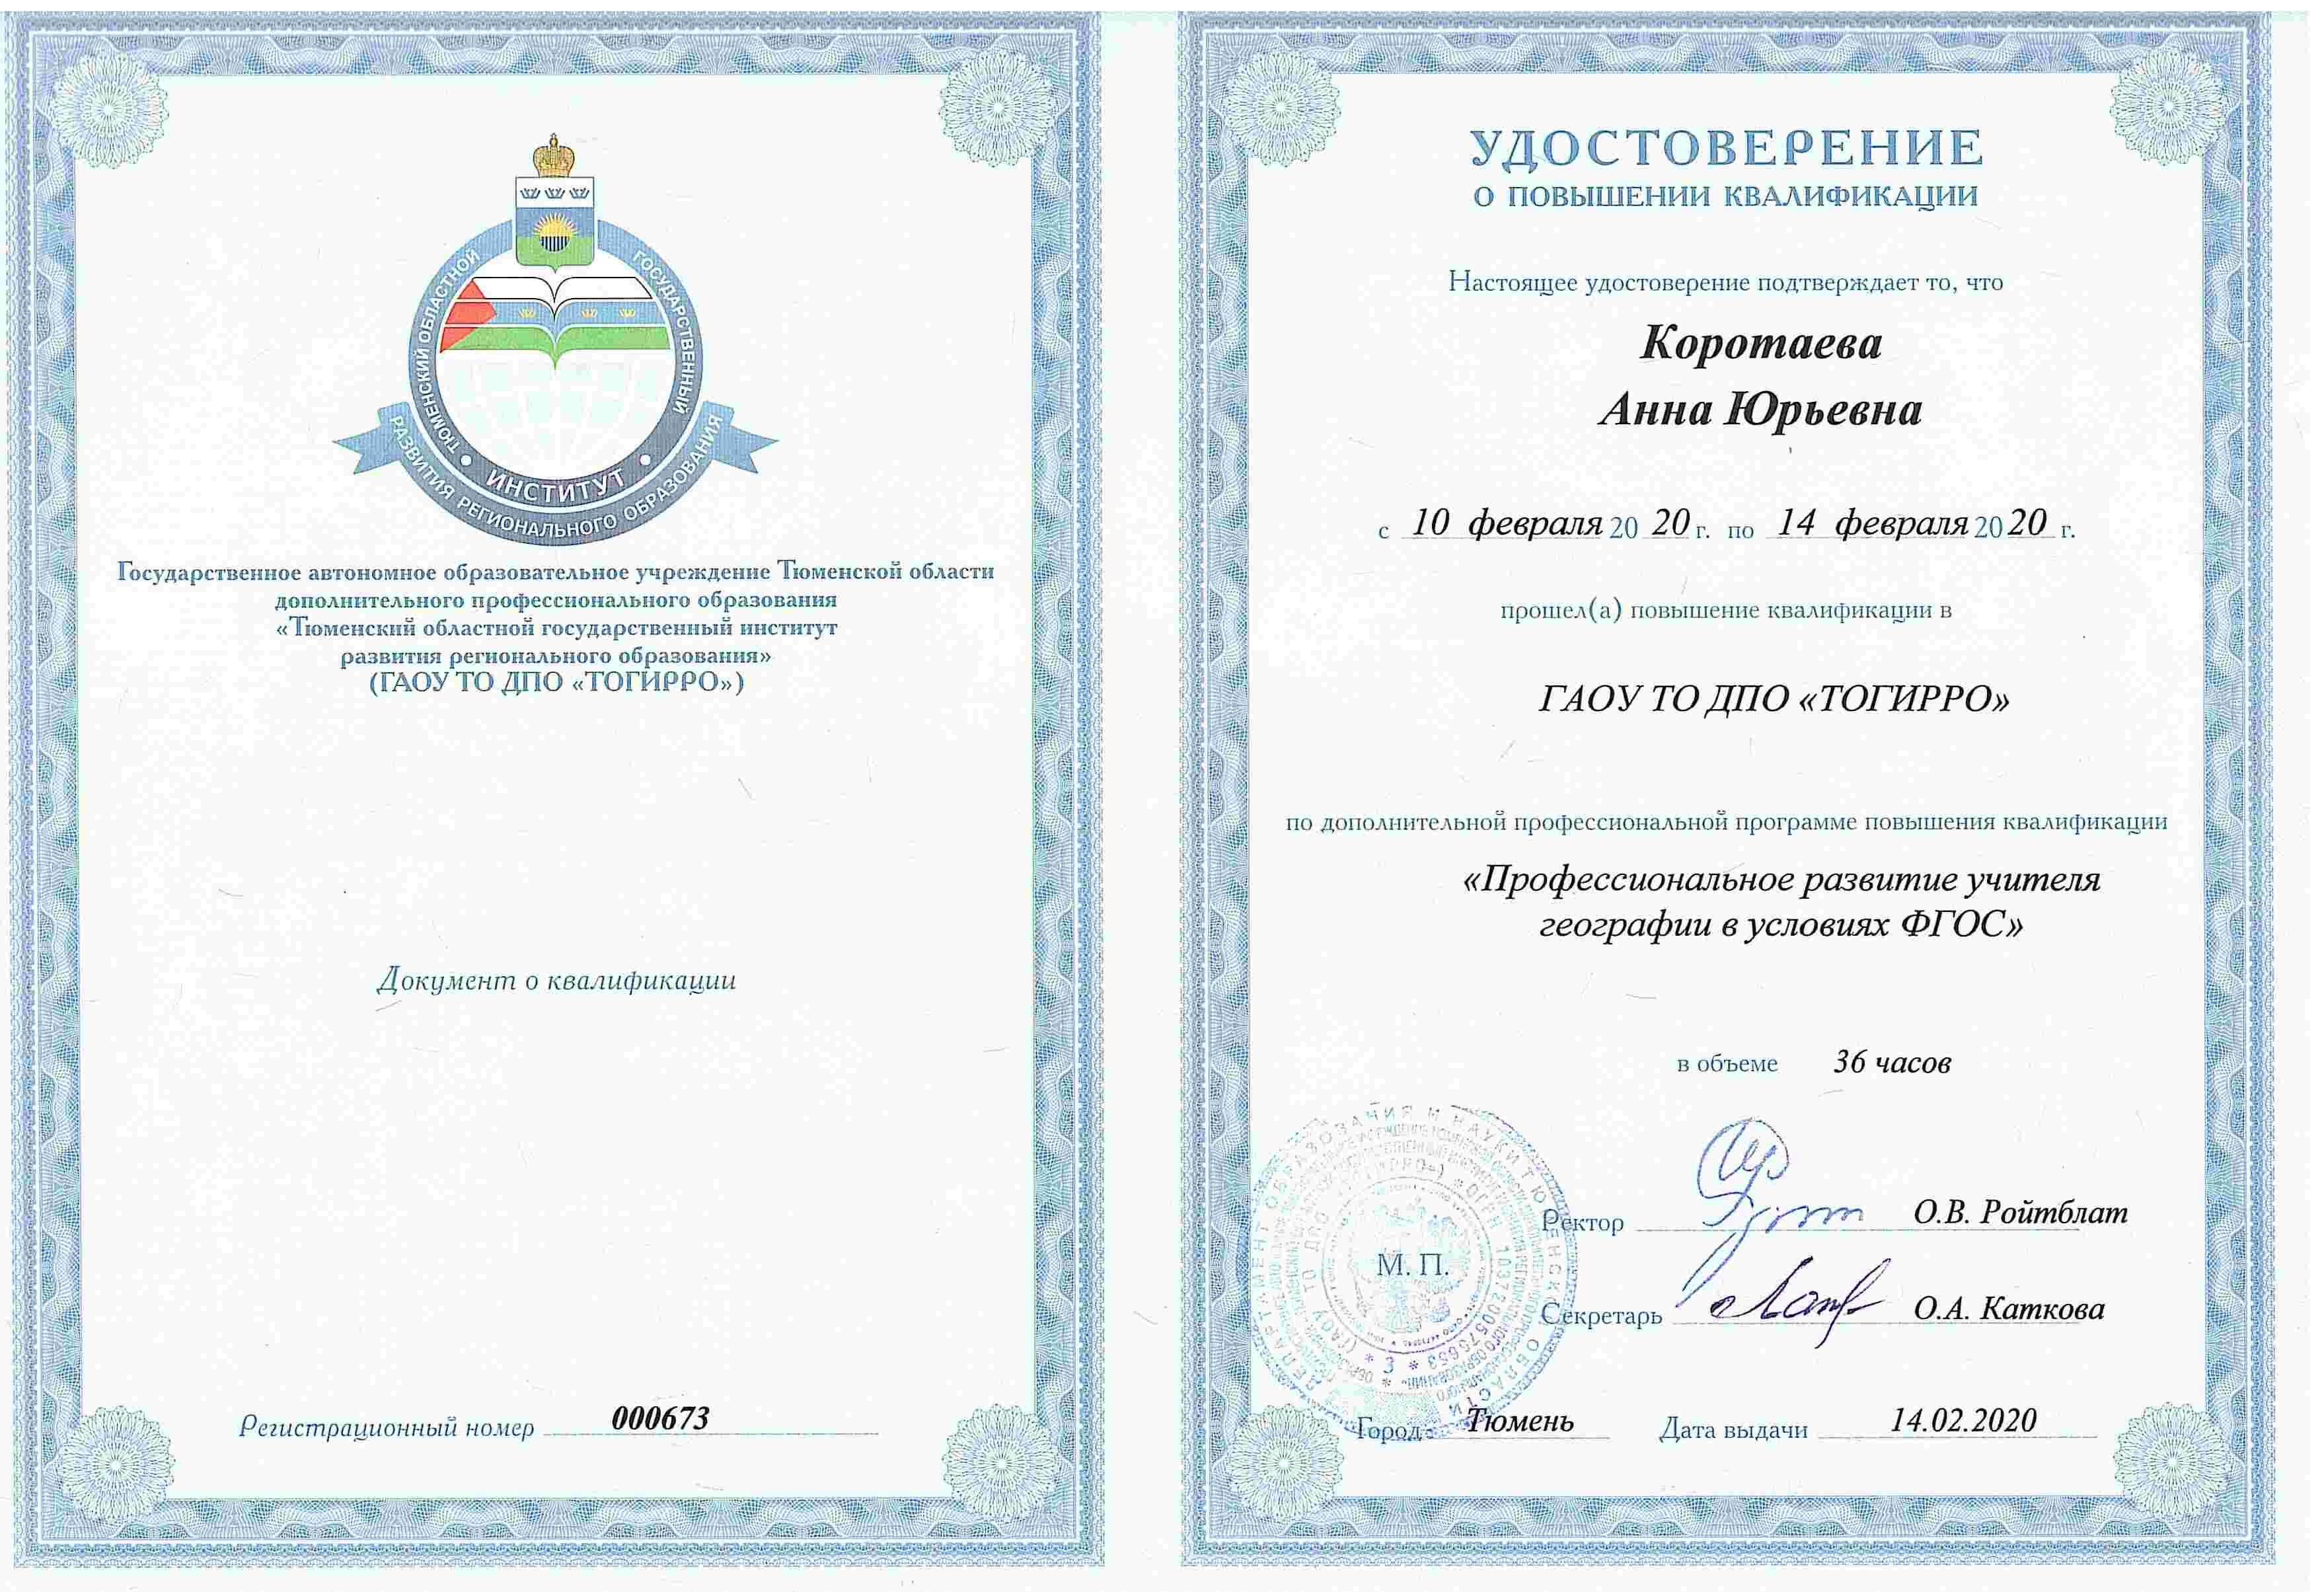 ТЮМЕНСКИЙ ОБЛАСТНОЙ
ГОСУДАРСТВЕННЫЙ
ИНСТИТУТ
РАЗВИТИЯ РЕГИОНАЛЬНОГО ОБРАЗОВАНИЯ
Государственное автономное образовательное учреждение Тюменской области
дополнительного профессионального образования
«Тюменский областной государственный институт
развития регионального образования»
(ГАОУ ТО ДПО «ТОГИРРО»)
Документ о квалификации
Регистрационный номер 000673
УДОСТОВЕРЕНИЕ
О ПОВЫШЕНИИ КВАЛИФИКАЦИИ
Настоящее удостоверение подтверждает то, что
Коротаева
Анна Юрьевна
с 10 февраля 2020 г. по 14 февраля 2020 г.
прошел(а) повышение квалификации в
ГАОУ ТО ДПО «ТОГИРРО»
по дополнительной профессиональной программе повышения квалификации
«Профессиональное развитие учителя
географии в условиях ФГОС»
в объеме 36 часов
Ректор О.В. Ройтблат
М. П.
Секретарь О.А. Каткова
Город Тюмень Дата выдачи 14.02.2020